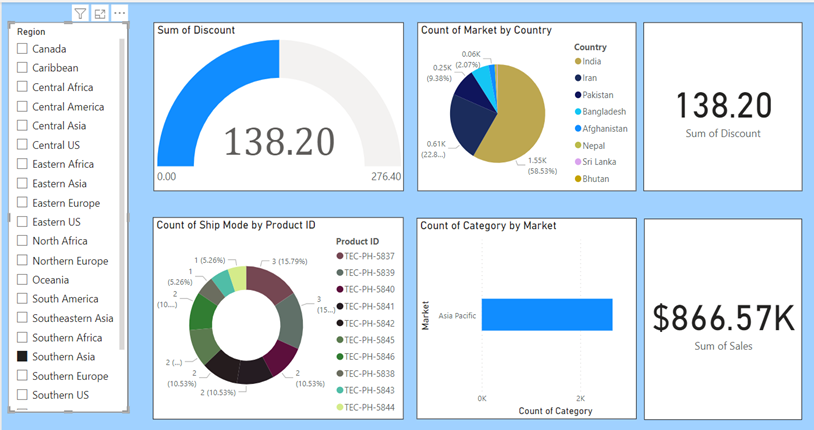 Region
Canada
Caribbean
Central Africa
Central America
Central Asia
Central US
Eastern Africa
Eastern Asia
Eastern Europe
Eastern US
North Africa
Northern Europe
Oceania
South America
Southeastern Asia
Southern Africa
Southern Asia
Southern Europe
Southern US
Sum of Discount
138.20
0.00
276.40
Count of Market by Country
0.06K
(2.07%)
0.25K
(9.38%)
0.61K
(22.8...)
1.55K
(58.53%)
Country
India
Iran
Pakistan
Bangladesh
Afghanistan
Nepal
Sri Lanka
Bhutan
138.20
Sum of Discount
Count of Ship Mode by Product ID
1 (5.26%)
3 (15.79%)
1
(5.26%)
2
(10....)
3
(15...)
2 (...)
2
(10.53%)
2 (10.53%)
2
(10.53%)
Product ID
TEC-PH-5837
TEC-PH-5839
TEC-PH-5840
TEC-PH-5841
TEC-PH-5842
TEC-PH-5845
TEC-PH-5846
TEC-PH-5838
TEC-PH-5843
TEC-PH-5844
Count of Category by Market
Market
Asia Pacific
0K
2K
Count of Category
$866.57K
Sum of Sales